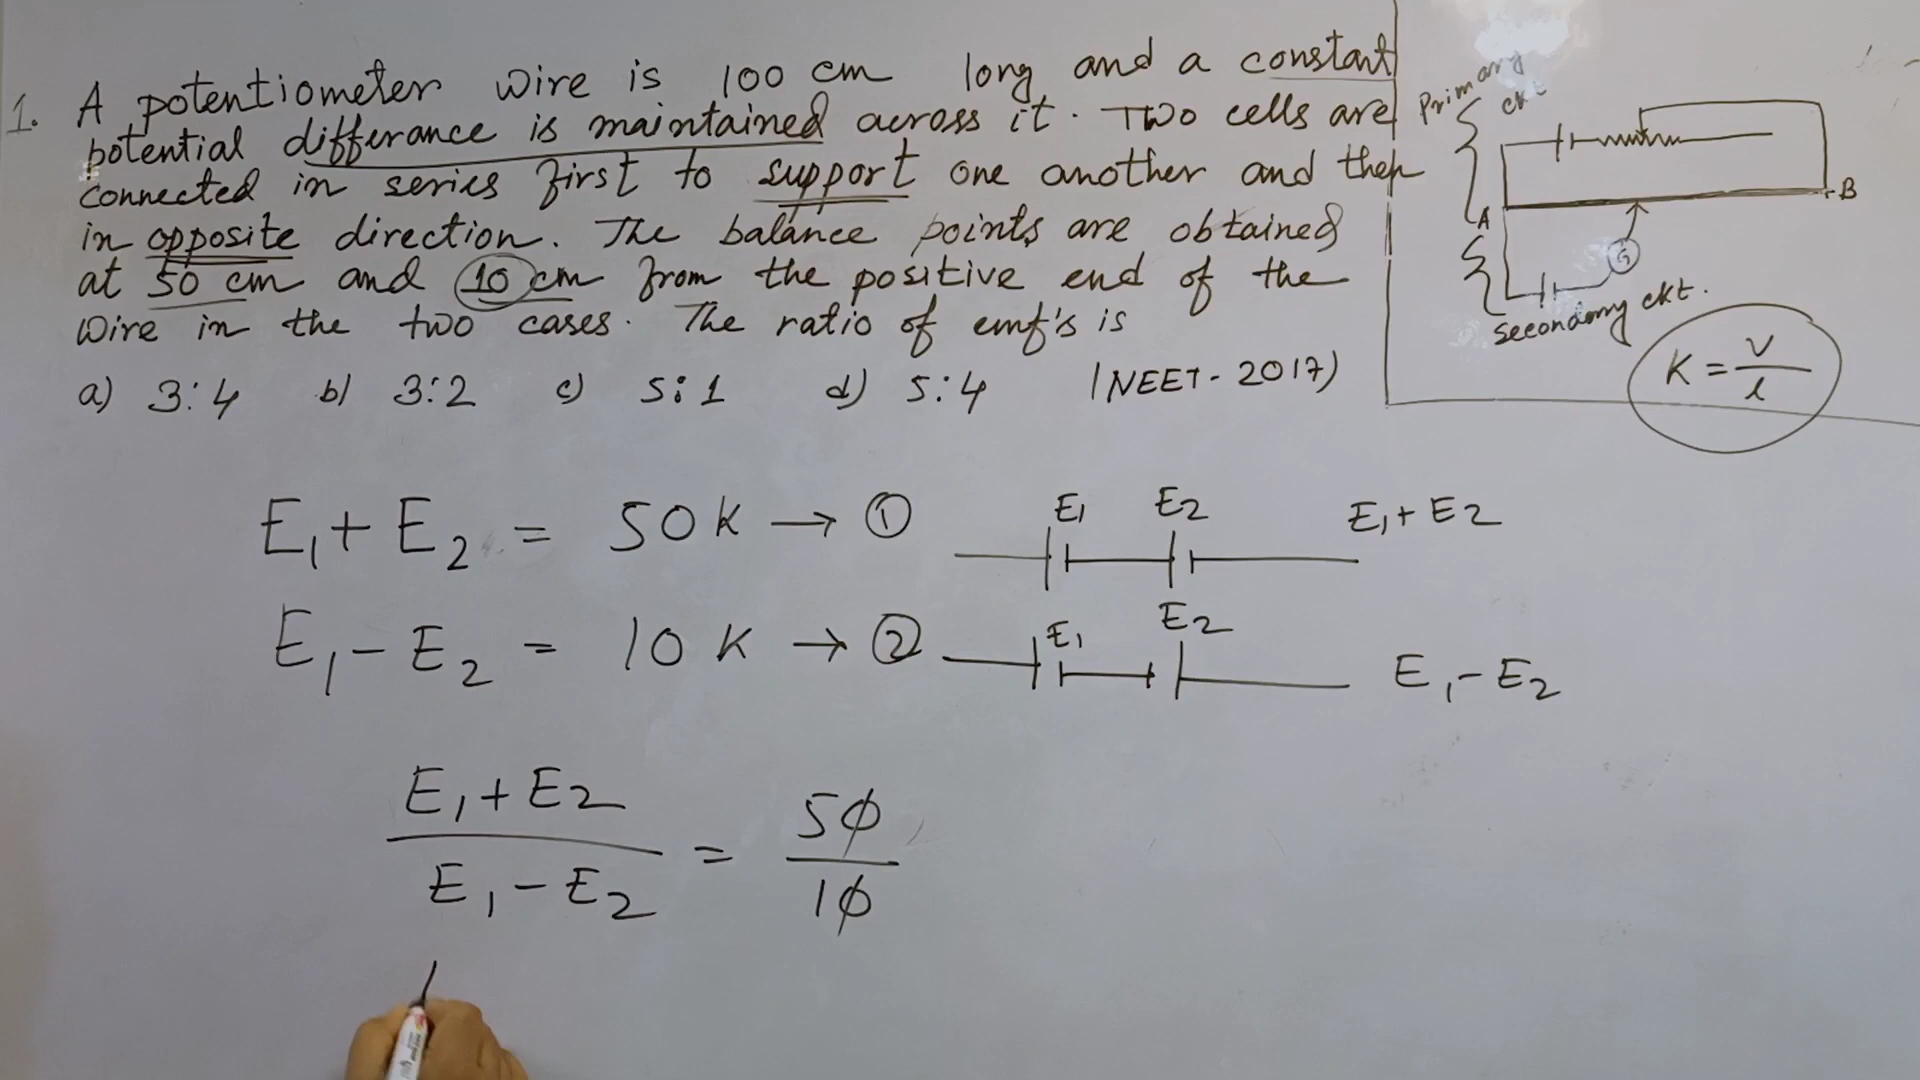 1. A potentiometer wire is 100 cm long and a constant
potential differance is maintained across it. Two cells are
connected in series first to support one another and then
in opposite direction. The balance points are obtained
at 50 cm and 10 cm from the positive end of the
wire in the two cases. The ratio of emf's is
a) 3:4 b) 3:2 c) 5:1 d) 5:4 (NEET-2017)
Primary ckt
A
B
G
Secondary ckt.
K = V/l
E₁ + E₂ = 50K → ①
E₁ E₂ E₁ + E₂
E₁ - E₂ = 10K → ②
E₁ E₂ E₁ - E₂
E₁ + E₂
= 50
E₁ - E₂
10